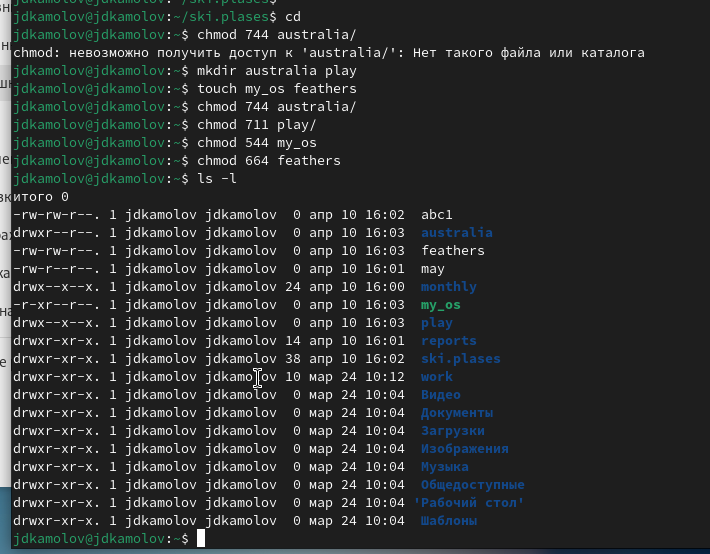 jdkamolov@jdkamolov:~/ski.plases$
jdkamolov@jdkamolov:~/ski.plases$ cd
jdkamolov@jdkamolov:~$ chmod 744 australia/
chmod: невозможно получить доступ к 'australia/': Нет такого файла или каталога
jdkamolov@jdkamolov:~$ mkdir australia play
jdkamolov@jdkamolov:~$ touch my_os feathers
jdkamolov@jdkamolov:~$ chmod 744 australia/
jdkamolov@jdkamolov:~$ chmod 711 play/
jdkamolov@jdkamolov:~$ chmod 544 my_os
jdkamolov@jdkamolov:~$ chmod 664 feathers
jdkamolov@jdkamolov:~$ ls -l
итого 0
-rw-rw-r--. 1 jdkamolov jdkamolov  0 апр 10 16:02  abc1
drwxr--r--. 1 jdkamolov jdkamolov  0 апр 10 16:03  australia
-rw-rw-r--. 1 jdkamolov jdkamolov  0 апр 10 16:03  feathers
-rw-r--r--. 1 jdkamolov jdkamolov  0 апр 10 16:01  may
drwx--x--x. 1 jdkamolov jdkamolov 24 апр 10 16:00  monthly
-r-xr--r--. 1 jdkamolov jdkamolov  0 апр 10 16:03  my_os
drwx--x--x. 1 jdkamolov jdkamolov  0 апр 10 16:03  play
drwxr-xr-x. 1 jdkamolov jdkamolov 14 апр 10 16:01  reports
drwxr-xr-x. 1 jdkamolov jdkamolov 38 апр 10 16:02  ski.plases
drwxr-xr-x. 1 jdkamolov jdkamolov 10 мар 24 10:12  work
drwxr-xr-x. 1 jdkamolov jdkamolov  0 мар 24 10:04  Видео
drwxr-xr-x. 1 jdkamolov jdkamolov  0 мар 24 10:04  Документы
drwxr-xr-x. 1 jdkamolov jdkamolov  0 мар 24 10:04  Загрузки
drwxr-xr-x. 1 jdkamolov jdkamolov  0 мар 24 10:04  Изображения
drwxr-xr-x. 1 jdkamolov jdkamolov  0 мар 24 10:04  Музыка
drwxr-xr-x. 1 jdkamolov jdkamolov  0 мар 24 10:04  Общедоступные
drwxr-xr-x. 1 jdkamolov jdkamolov  0 мар 24 10:04 'Рабочий стол'
drwxr-xr-x. 1 jdkamolov jdkamolov  0 мар 24 10:04  Шаблоны
jdkamolov@jdkamolov:~$